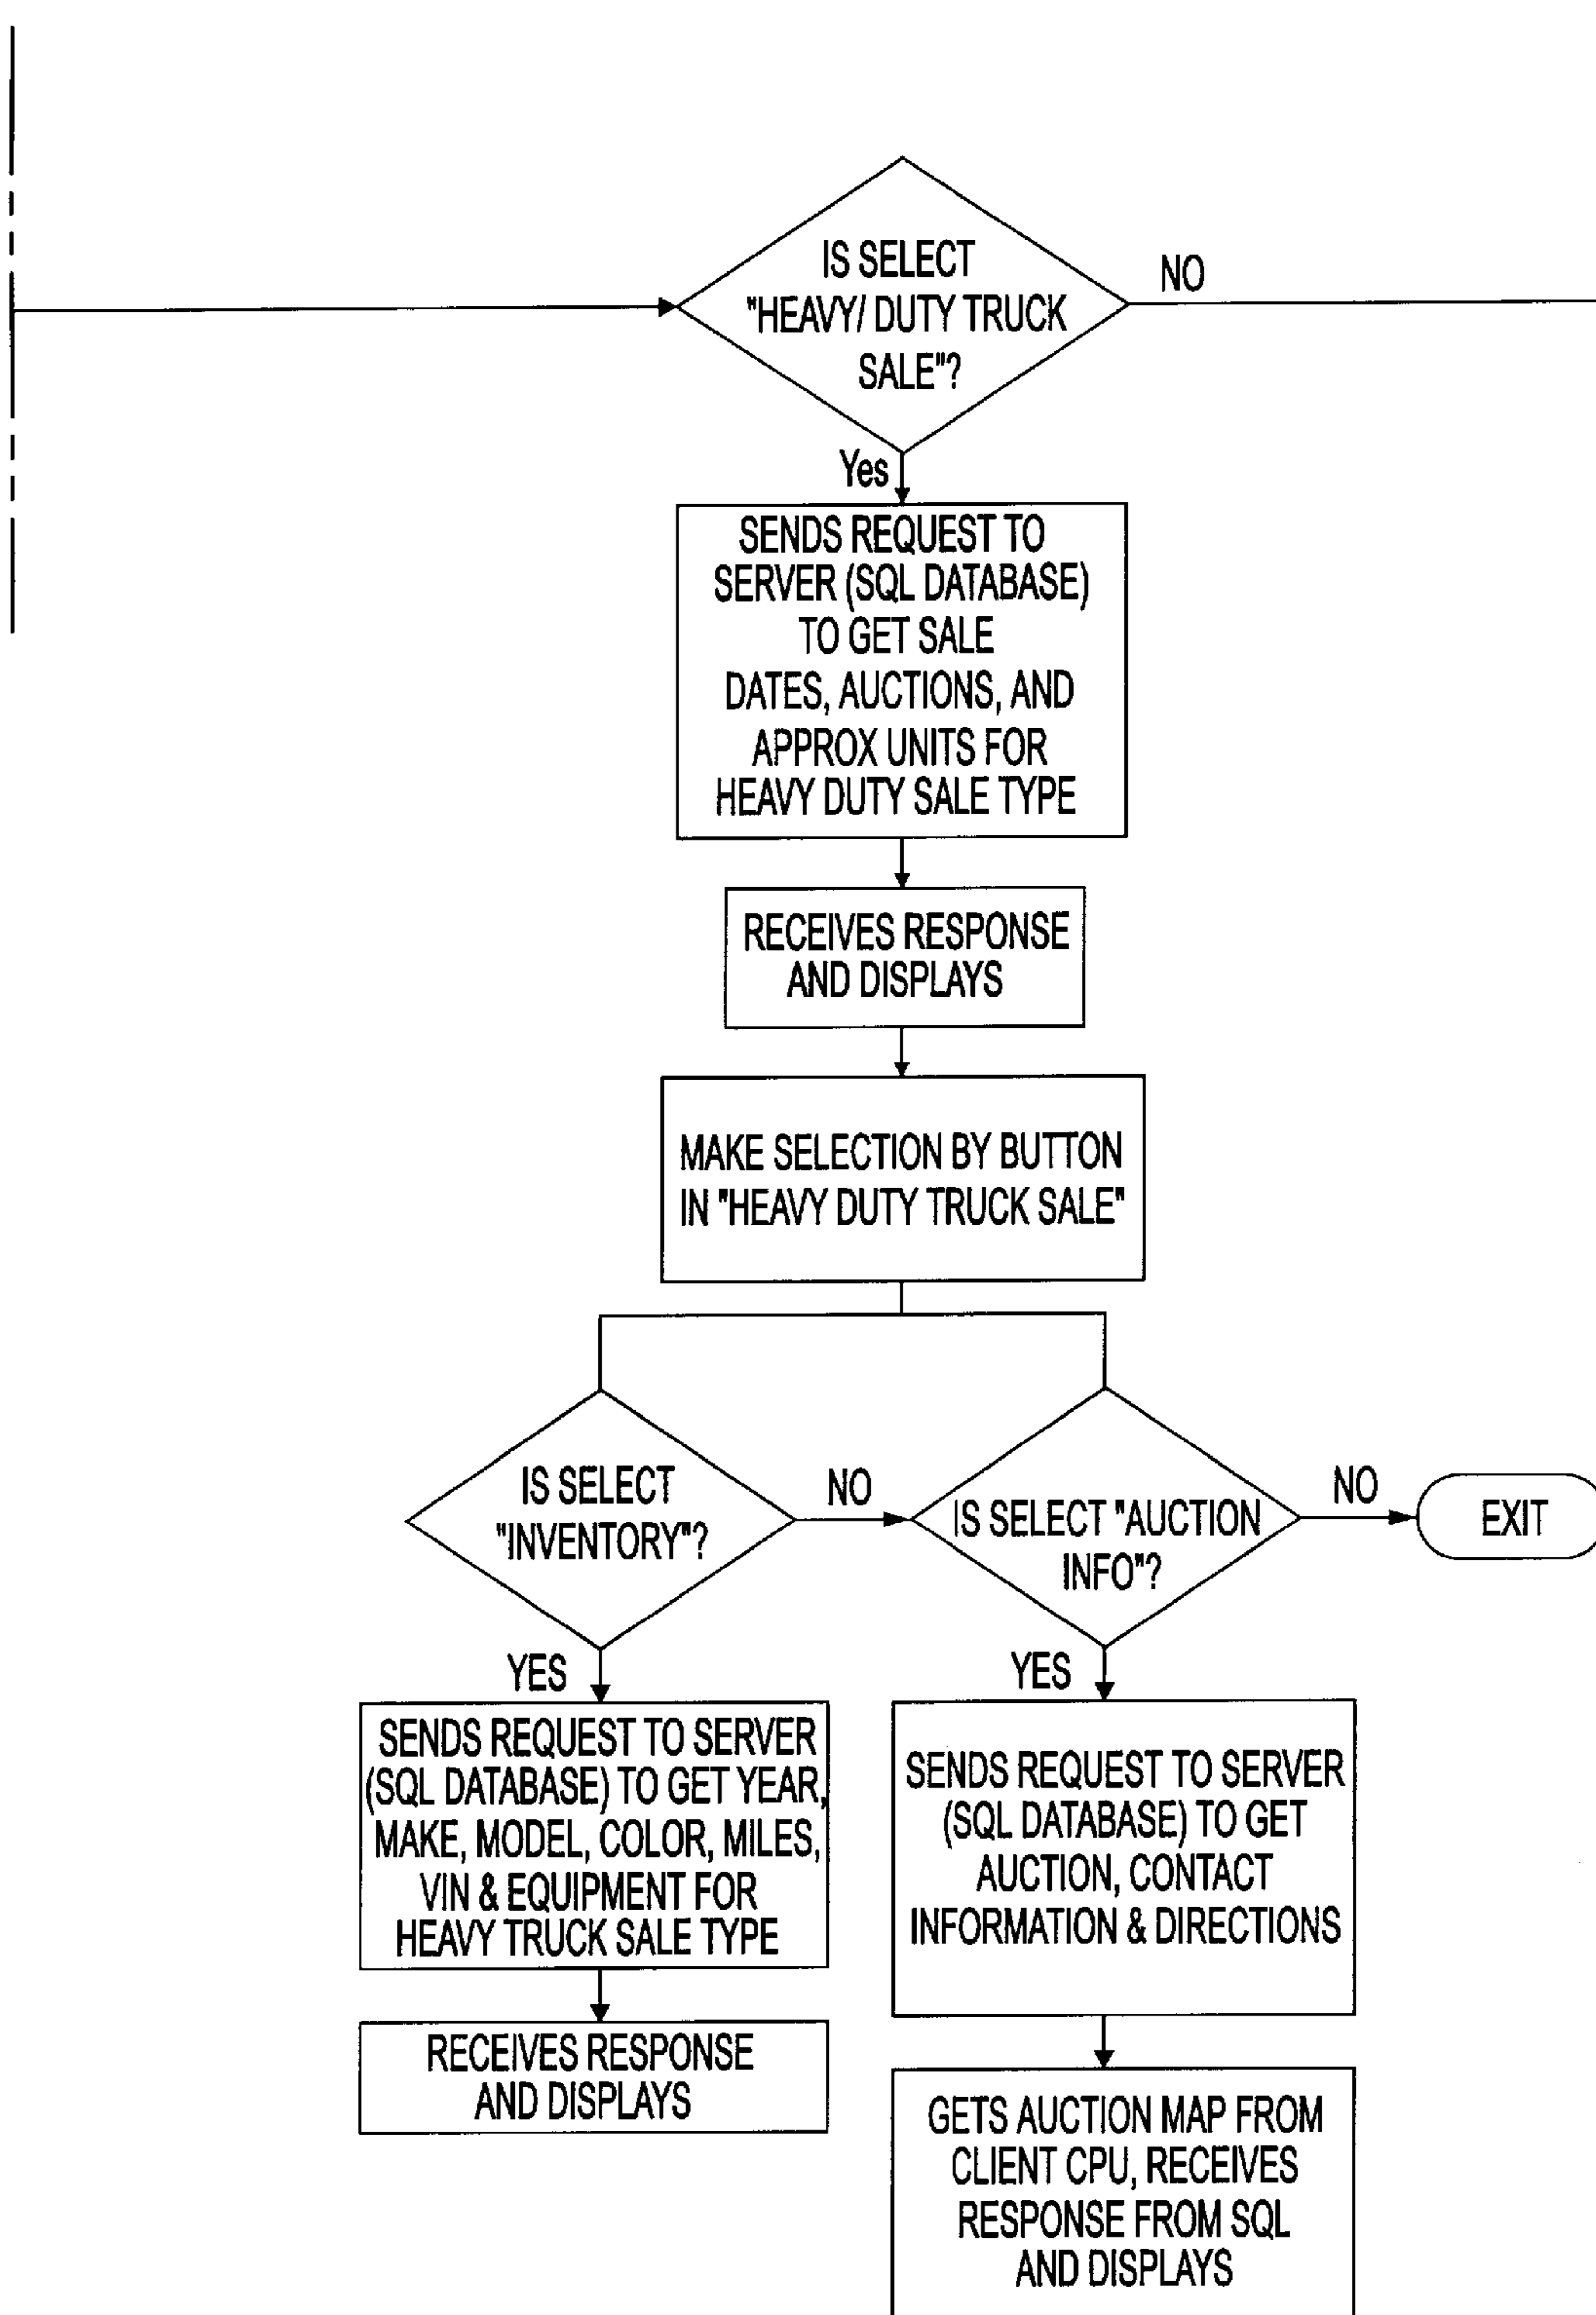 IS SELECT
"HEAVY/ DUTY TRUCK
SALE"?
NO
Yes
SENDS REQUEST TO
SERVER (SQL DATABASE)
TO GET SALE
DATES, AUCTIONS, AND
APPROX UNITS FOR
HEAVY DUTY SALE TYPE
RECEIVES RESPONSE
AND DISPLAYS
MAKE SELECTION BY BUTTON
IN "HEAVY DUTY TRUCK SALE"
IS SELECT
"INVENTORY"?
NO
IS SELECT "AUCTION
INFO"?
NO
EXIT
YES
SENDS REQUEST TO SERVER
(SQL DATABASE) TO GET YEAR,
MAKE, MODEL, COLOR, MILES,
VIN & EQUIPMENT FOR
HEAVY TRUCK SALE TYPE
RECEIVES RESPONSE
AND DISPLAYS
YES
SENDS REQUEST TO SERVER
(SQL DATABASE) TO GET
AUCTION, CONTACT
INFORMATION & DIRECTIONS
GETS AUCTION MAP FROM
CLIENT CPU, RECEIVES
RESPONSE FROM SQL
AND DISPLAYS